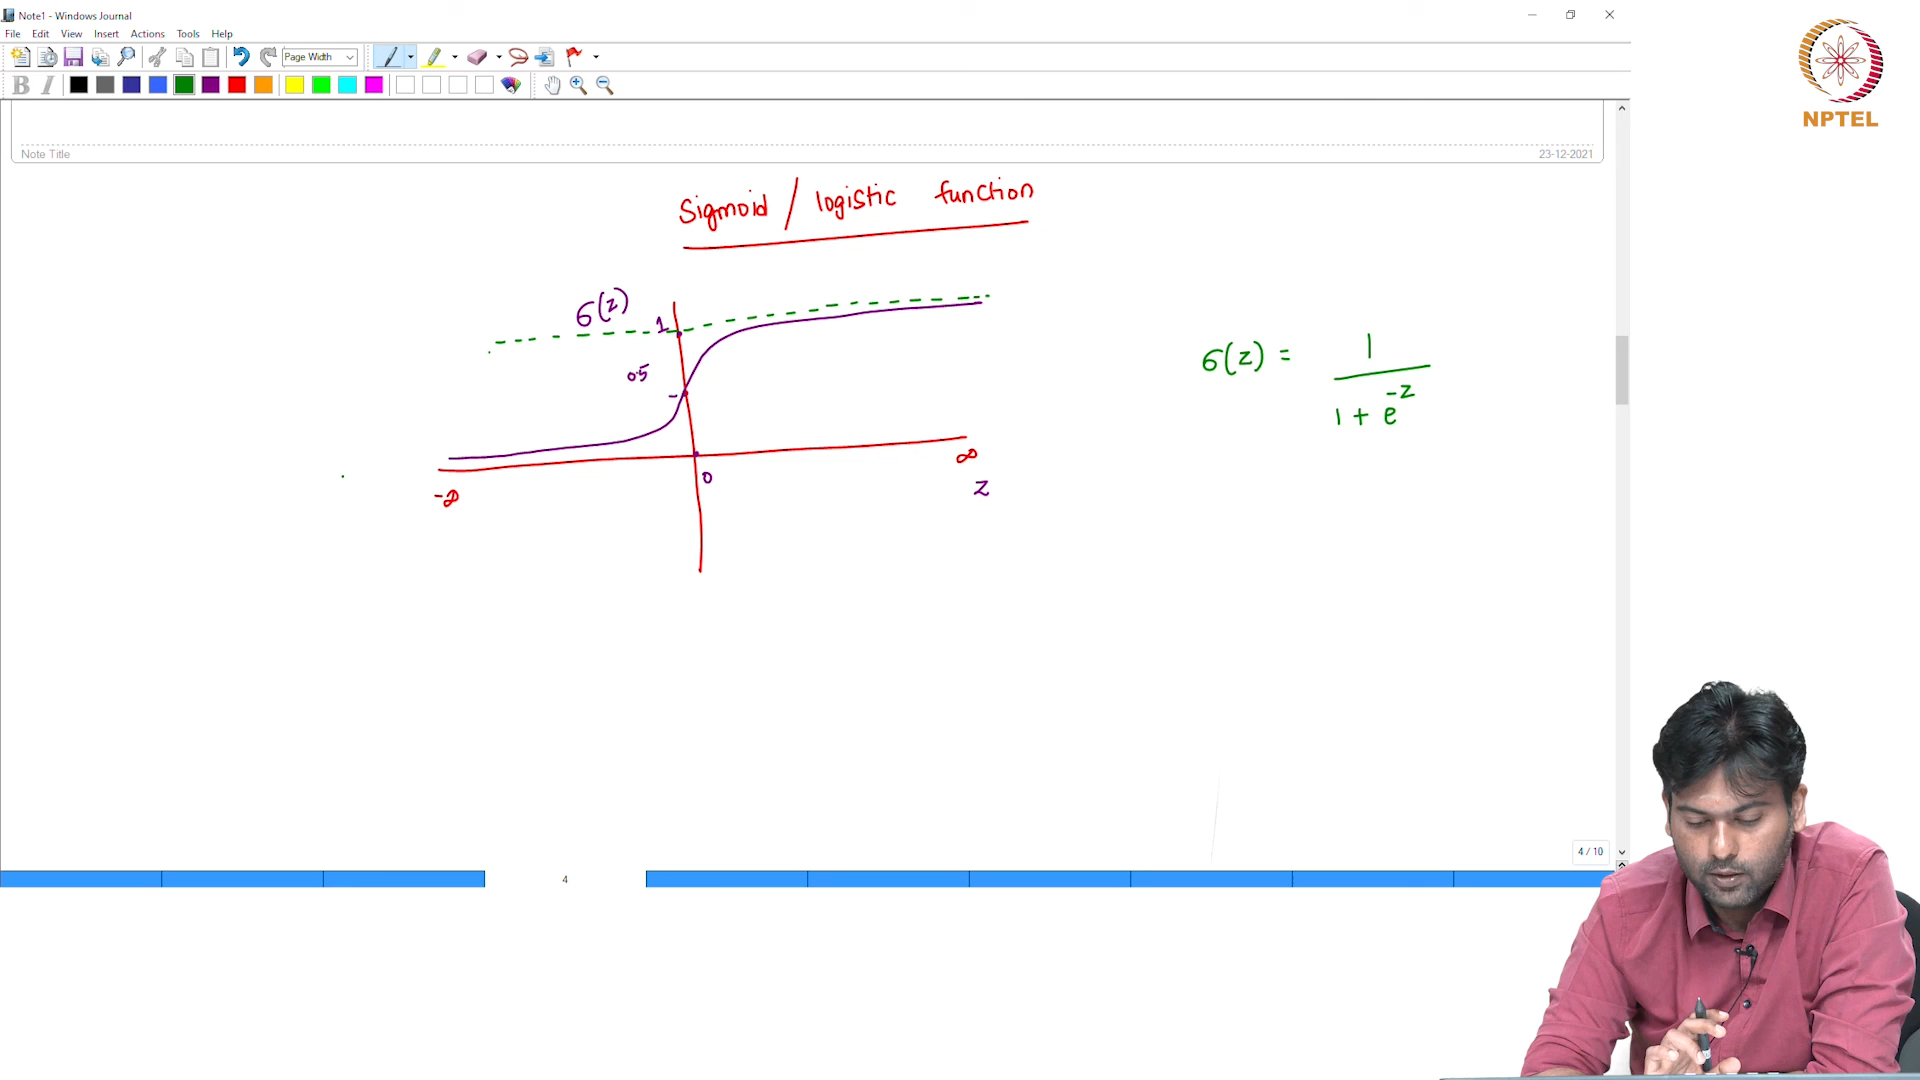 Note1 - Windows Journal
File Edit View Insert Actions Tools Help
Page Width
B I
NPTEL
Note Title
23-12-2021
Sigmoid / logistic function
σ(z)
1
0.5
σ(z) = 1 / (1 + e^-z)
-∞
0
∞
z
4 / 10
4